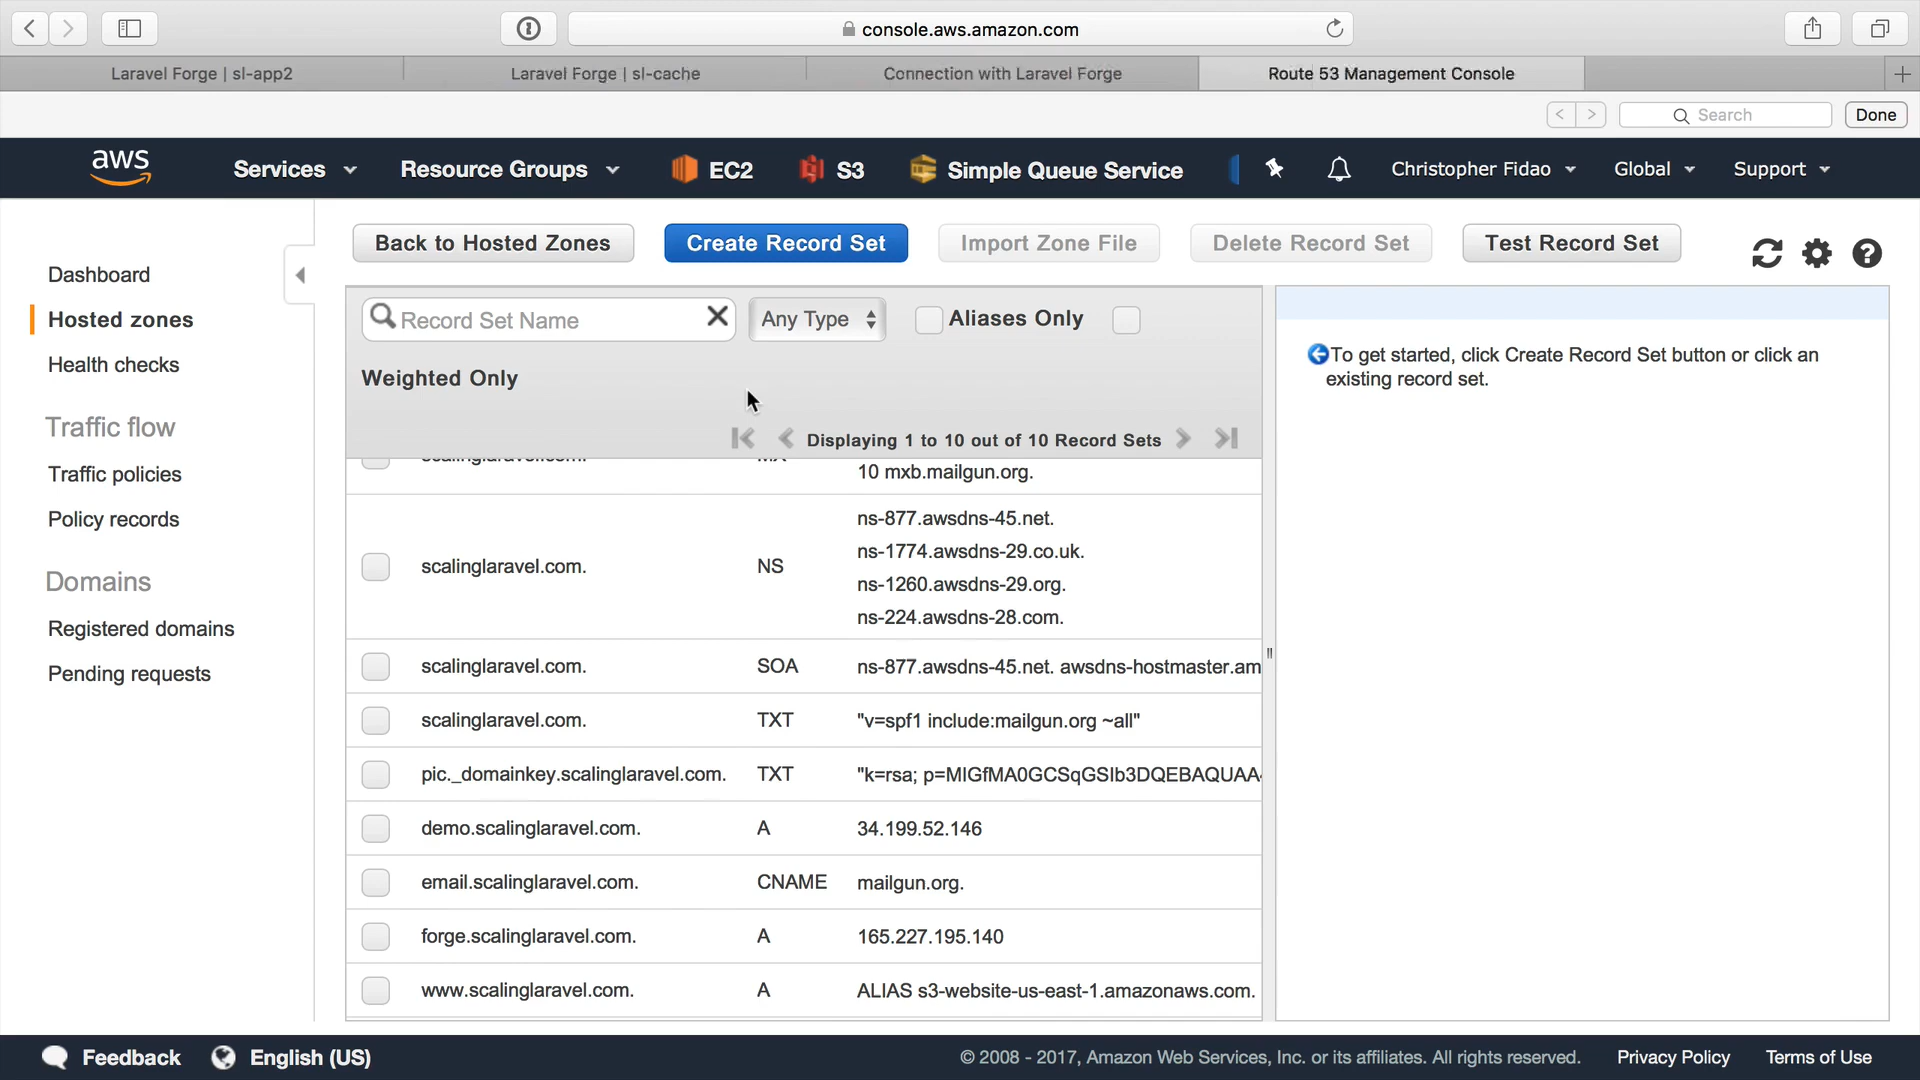 console.aws.amazon.com
Laravel Forge | sl-app2
Laravel Forge | sl-cache
Connection with Laravel Forge
Route 53 Management Console
Search
Done
aws
Services
Resource Groups
EC2
S3
Simple Queue Service
Christopher Fidao
Global
Support
Back to Hosted Zones
Create Record Set
Import Zone File
Delete Record Set
Test Record Set
Dashboard
Hosted zones
Health checks
Traffic flow
Traffic policies
Policy records
Domains
Registered domains
Pending requests
Record Set Name
Any Type
Aliases Only
Weighted Only
Displaying 1 to 10 out of 10 Record Sets
10 mxb.mailgun.org.
scalinglaravel.com. NS
ns-877.awsdns-45.net.
ns-1774.awsdns-29.co.uk.
ns-1260.awsdns-29.org.
ns-224.awsdns-28.com.
scalinglaravel.com. SOA ns-877.awsdns-45.net. awsdns-hostmaster.am
scalinglaravel.com. TXT "v=spf1 include:mailgun.org ~all"
pic._domainkey.scalinglaravel.com. TXT "k=rsa; p=MIGfMA0GCSqGSIb3DQEBAQUAA
demo.scalinglaravel.com. A 34.199.52.146
email.scalinglaravel.com. CNAME mailgun.org.
forge.scalinglaravel.com. A 165.227.195.140
www.scalinglaravel.com. A ALIAS s3-website-us-east-1.amazonaws.com.
To get started, click Create Record Set button or click an
existing record set.
Feedback
English (US)
© 2008 - 2017, Amazon Web Services, Inc. or its affiliates. All rights reserved.
Privacy Policy
Terms of Use